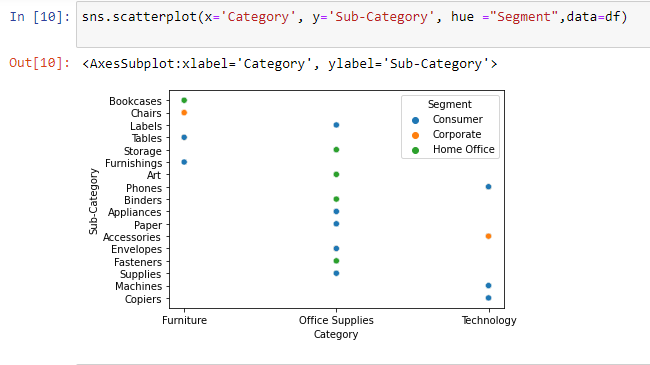 In [10]: sns.scatterplot(x='Category', y='Sub-Category', hue ="Segment",data=df)
Out[10]: <AxesSubplot:xlabel='Category', ylabel='Sub-Category'>
Segment
Consumer
Corporate
Home Office
Sub-Category
Bookcases
Chairs
Labels
Tables
Storage
Furnishings
Art
Phones
Binders
Appliances
Paper
Accessories
Envelopes
Fasteners
Supplies
Machines
Copiers
Furniture Office Supplies Technology
Category